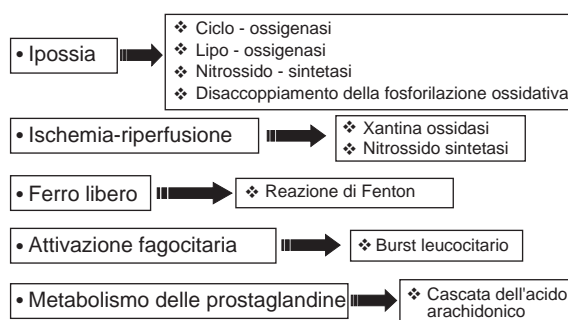 • Ipossia
❖ Ciclo - ossigenasi
❖ Lipo - ossigenasi
❖ Nitrossido - sintetasi
❖ Disaccoppiamento della fosforilazione ossidativa
• Ischemia-riperfusione
❖ Xantina ossidasi
❖ Nitrossido sintetasi
• Ferro libero
❖ Reazione di Fenton
• Attivazione fagocitaria
❖ Burst leucocitario
• Metabolismo delle prostaglandine
❖ Cascata dell'acido
arachidonico